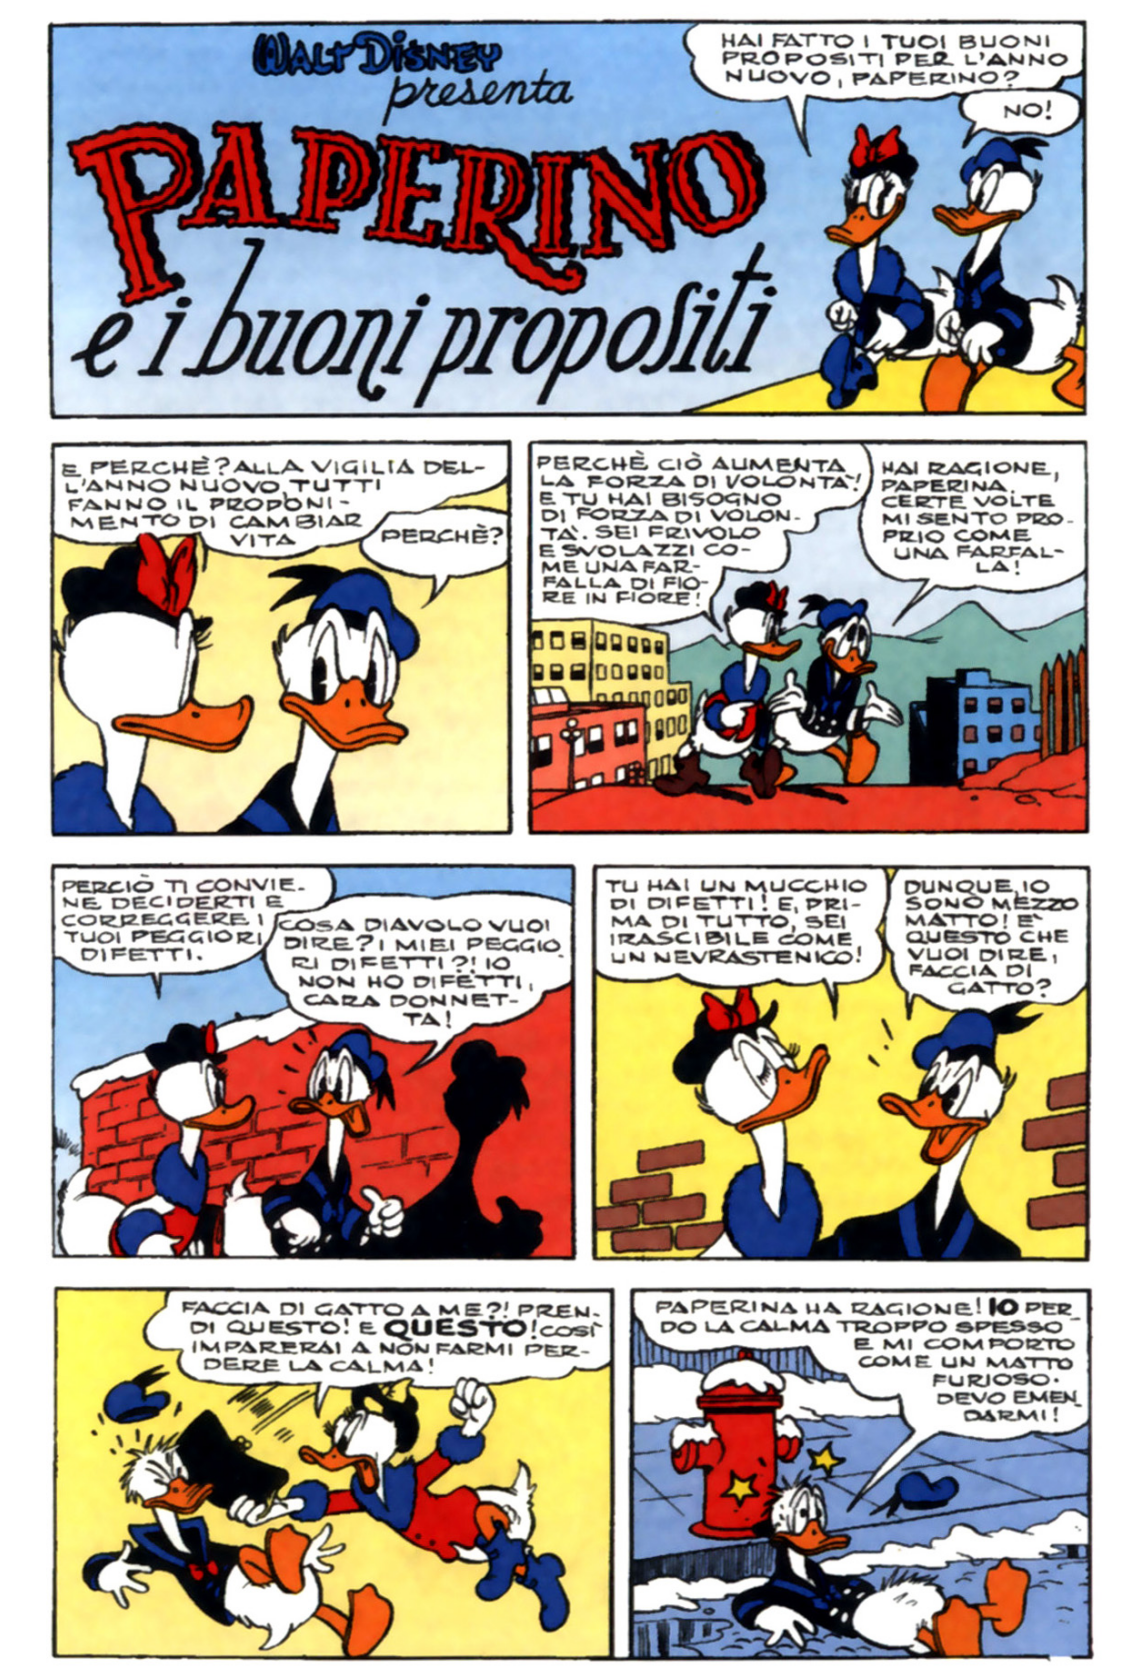 WALT DISNEY
presenta
PAPERINO
e i buoni propositi
HAI FATTO I TUOI BUONI
PROPOSITI PER L'ANNO
NUOVO, PAPERINO?
NO!
E PERCHÈ? ALLA VIGILIA DEL-
L'ANNO NUOVO, TUTTI
FANNO IL PROPONI-
MENTO DI CAMBIAR
VITA
PERCHÈ?
PERCHÈ CIÒ AUMENTA
LA FORZA DI VOLONTA'!
E TU HAI BISOGNO
DI FORZA DI VOLON-
TA'. SEI FRIVOLO
E SVOLAZZI CO-
ME UNA FAR-
FALLA DI FIO-
RE IN FIORE!
HAI RAGIONE,
PAPERINA.
CERTE VOLTE
MI SENTO PRO-
PRIO COME
UNA FARFAL-
LA!
PERCIÒ TI CONVIE-
NE DECIDERTI E
CORREGGERE I
TUOI PEGGIORI
DIFETTI.
COSA DIAVOLO VUOI
DIRE? I MIEI PEGGIO-
RI DIFETTI?! IO
NON HO DIFETTI,
CARA DONNET-
TA!
TU HAI UN MUCCHIO
DI DIFETTI! E, PRI-
MA DI TUTTO, SEI
IRASCIBILE COME
UN NEVRASTENICO!
DUNQUE, IO
SONO MEZZO
MATTO! E'
QUESTO CHE
VUOI DIRE,
FACCIA DI
GATTO?
FACCIA DI GATTO A ME?! PREN-
DI QUESTO! E QUESTO! COSÌ
IMPARERAI A NON FARMI PER-
DERE LA CALMA!
PAPERINA HA RAGIONE! IO PER
DO LA CALMA TROPPO SPESSO
E MI COMPORTO
COME UN MATTO
FURIOSO.
DEVO EMEN
DARMI!